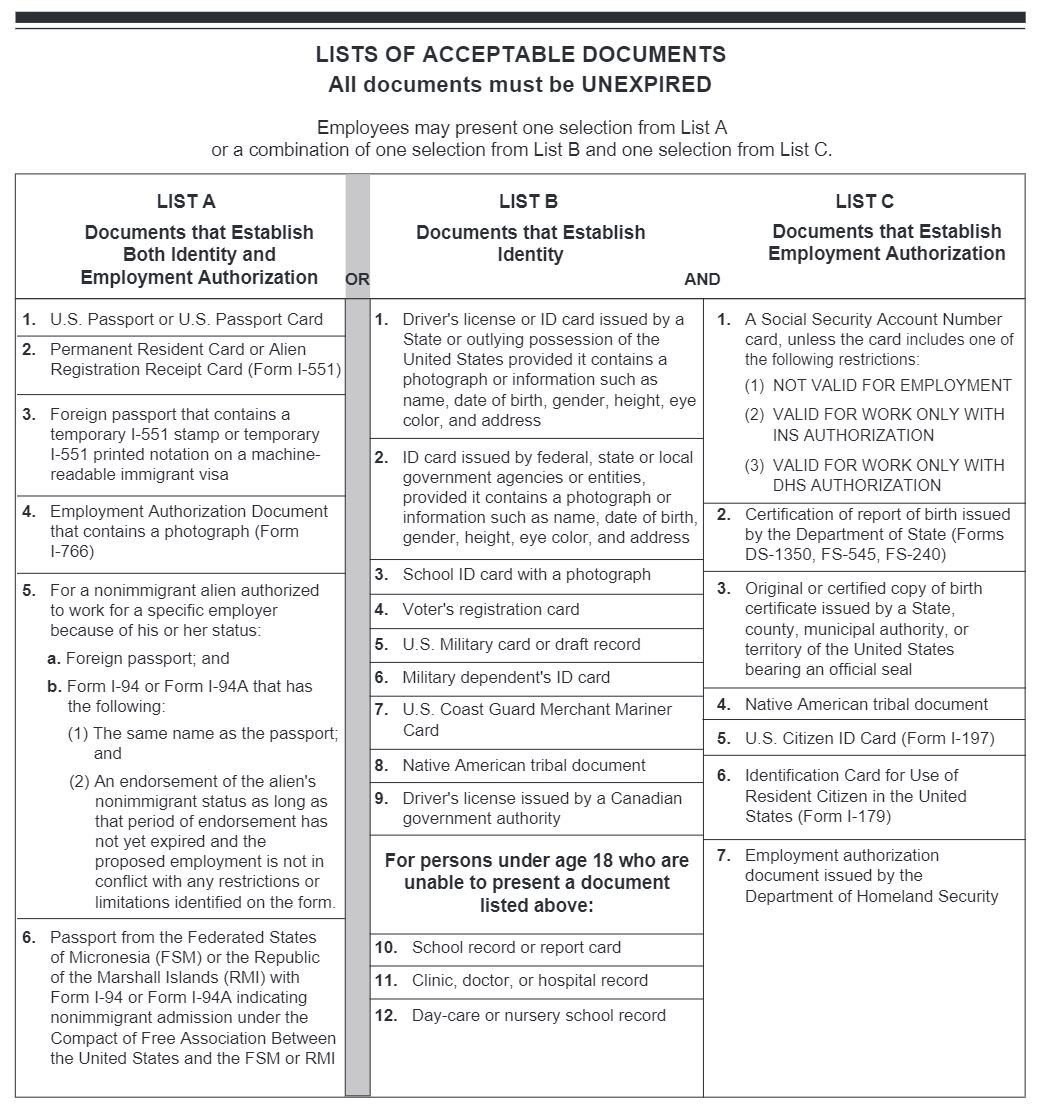 LISTS OF ACCEPTABLE DOCUMENTS
All documents must be UNEXPIRED
Employees may present one selection from List A
or a combination of one selection from List B and one selection from List C.
LIST A
Documents that Establish
Both Identity and
Employment Authorization
OR
LIST B
Documents that Establish
Identity
AND
LIST C
Documents that Establish
Employment Authorization
1. U.S. Passport or U.S. Passport Card
2. Permanent Resident Card or Alien
Registration Receipt Card (Form I-551)
3. Foreign passport that contains a
temporary I-551 stamp or temporary
I-551 printed notation on a machine-
readable immigrant visa
4. Employment Authorization Document
that contains a photograph (Form
I-766)
5. For a nonimmigrant alien authorized
to work for a specific employer
because of his or her status:
a. Foreign passport; and
b. Form I-94 or Form I-94A that has
the following:
(1) The same name as the passport;
and
(2) An endorsement of the alien's
nonimmigrant status as long as
that period of endorsement has
not yet expired and the
proposed employment is not in
conflict with any restrictions or
limitations identified on the form.
6. Passport from the Federated States
of Micronesia (FSM) or the Republic
of the Marshall Islands (RMI) with
Form I-94 or Form I-94A indicating
nonimmigrant admission under the
Compact of Free Association Between
the United States and the FSM or RMI
1. Driver's license or ID card issued by a
State or outlying possession of the
United States provided it contains a
photograph or information such as
name, date of birth, gender, height, eye
color, and address
2. ID card issued by federal, state or local
government agencies or entities,
provided it contains a photograph or
information such as name, date of birth,
gender, height, eye color, and address
3. School ID card with a photograph
4. Voter's registration card
5. U.S. Military card or draft record
6. Military dependent's ID card
7. U.S. Coast Guard Merchant Mariner
Card
8. Native American tribal document
9. Driver's license issued by a Canadian
government authority
For persons under age 18 who are
unable to present a document
listed above:
10. School record or report card
11. Clinic, doctor, or hospital record
12. Day-care or nursery school record
1. A Social Security Account Number
card, unless the card includes one of
the following restrictions:
(1) NOT VALID FOR EMPLOYMENT
(2) VALID FOR WORK ONLY WITH
INS AUTHORIZATION
(3) VALID FOR WORK ONLY WITH
DHS AUTHORIZATION
2. Certification of report of birth issued
by the Department of State (Forms
DS-1350, FS-545, FS-240)
3. Original or certified copy of birth
certificate issued by a State,
county, municipal authority, or
territory of the United States
bearing an official seal
4. Native American tribal document
5. U.S. Citizen ID Card (Form I-197)
6. Identification Card for Use of
Resident Citizen in the United
States (Form I-179)
7. Employment authorization
document issued by the
Department of Homeland Security